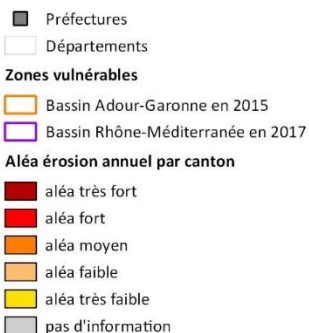 Préfectures
Départements
Zones vulnérables
Bassin Adour-Garonne en 2015
Bassin Rhône-Méditerranée en 2017
Aléa érosion annuel par canton
aléa très fort
aléa fort
aléa moyen
aléa faible
aléa très faible
pas d'information